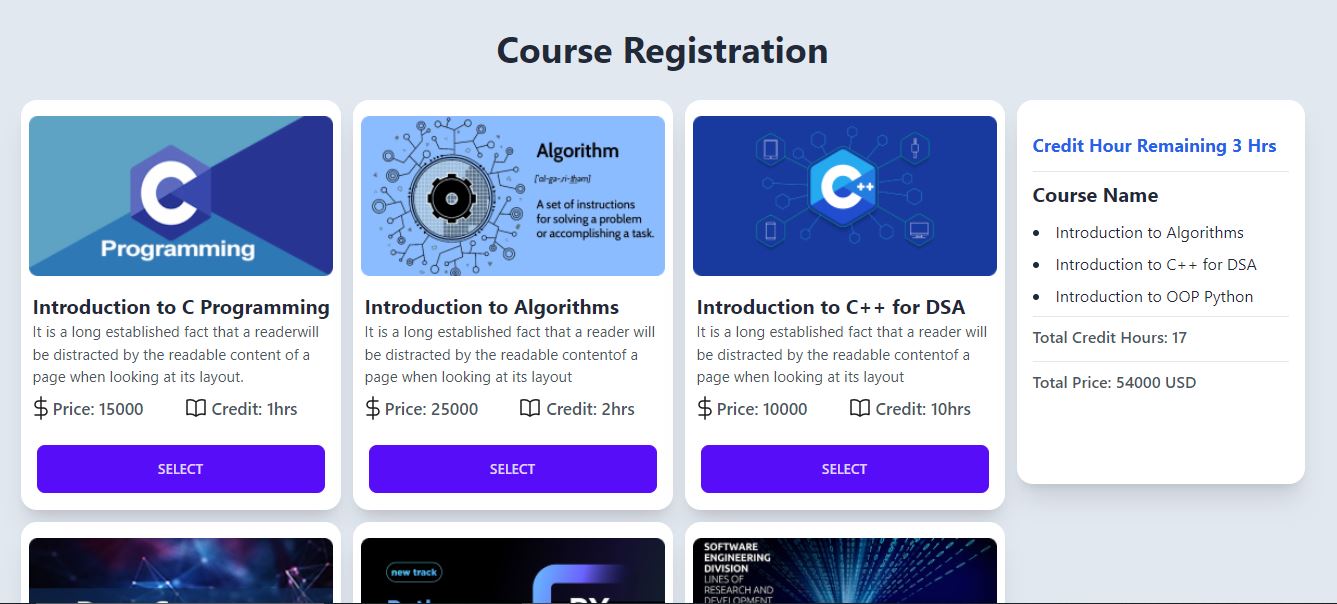 Course Registration
C
Programming
Introduction to C Programming
It is a long established fact that a readerwill
be distracted by the readable content of a
page when looking at its layout.
Price: 15000 Credit: 1hrs
SELECT
Algorithm
A set of instructions
for solving a problem
or accomplishing a task.
Introduction to Algorithms
It is a long established fact that a reader will
be distracted by the readable contentof a
page when looking at its layout
$ Price: 25000 Credit: 2hrs
SELECT
C++
Introduction to C++ for DSA
It is a long established fact that a reader will
be distracted by the readable contentof a
page when looking at its layout
$ Price: 10000 Credit: 10hrs
SELECT
Credit Hour Remaining 3 Hrs
Course Name
Introduction to Algorithms
Introduction to C++ for DSA
Introduction to OOP Python
Total Credit Hours: 17
Total Price: 54000 USD
new track
SOFTWARE
ENGINEERING
DIVISION
LINES OF
RESEARCH AND
DEVELOPMENT